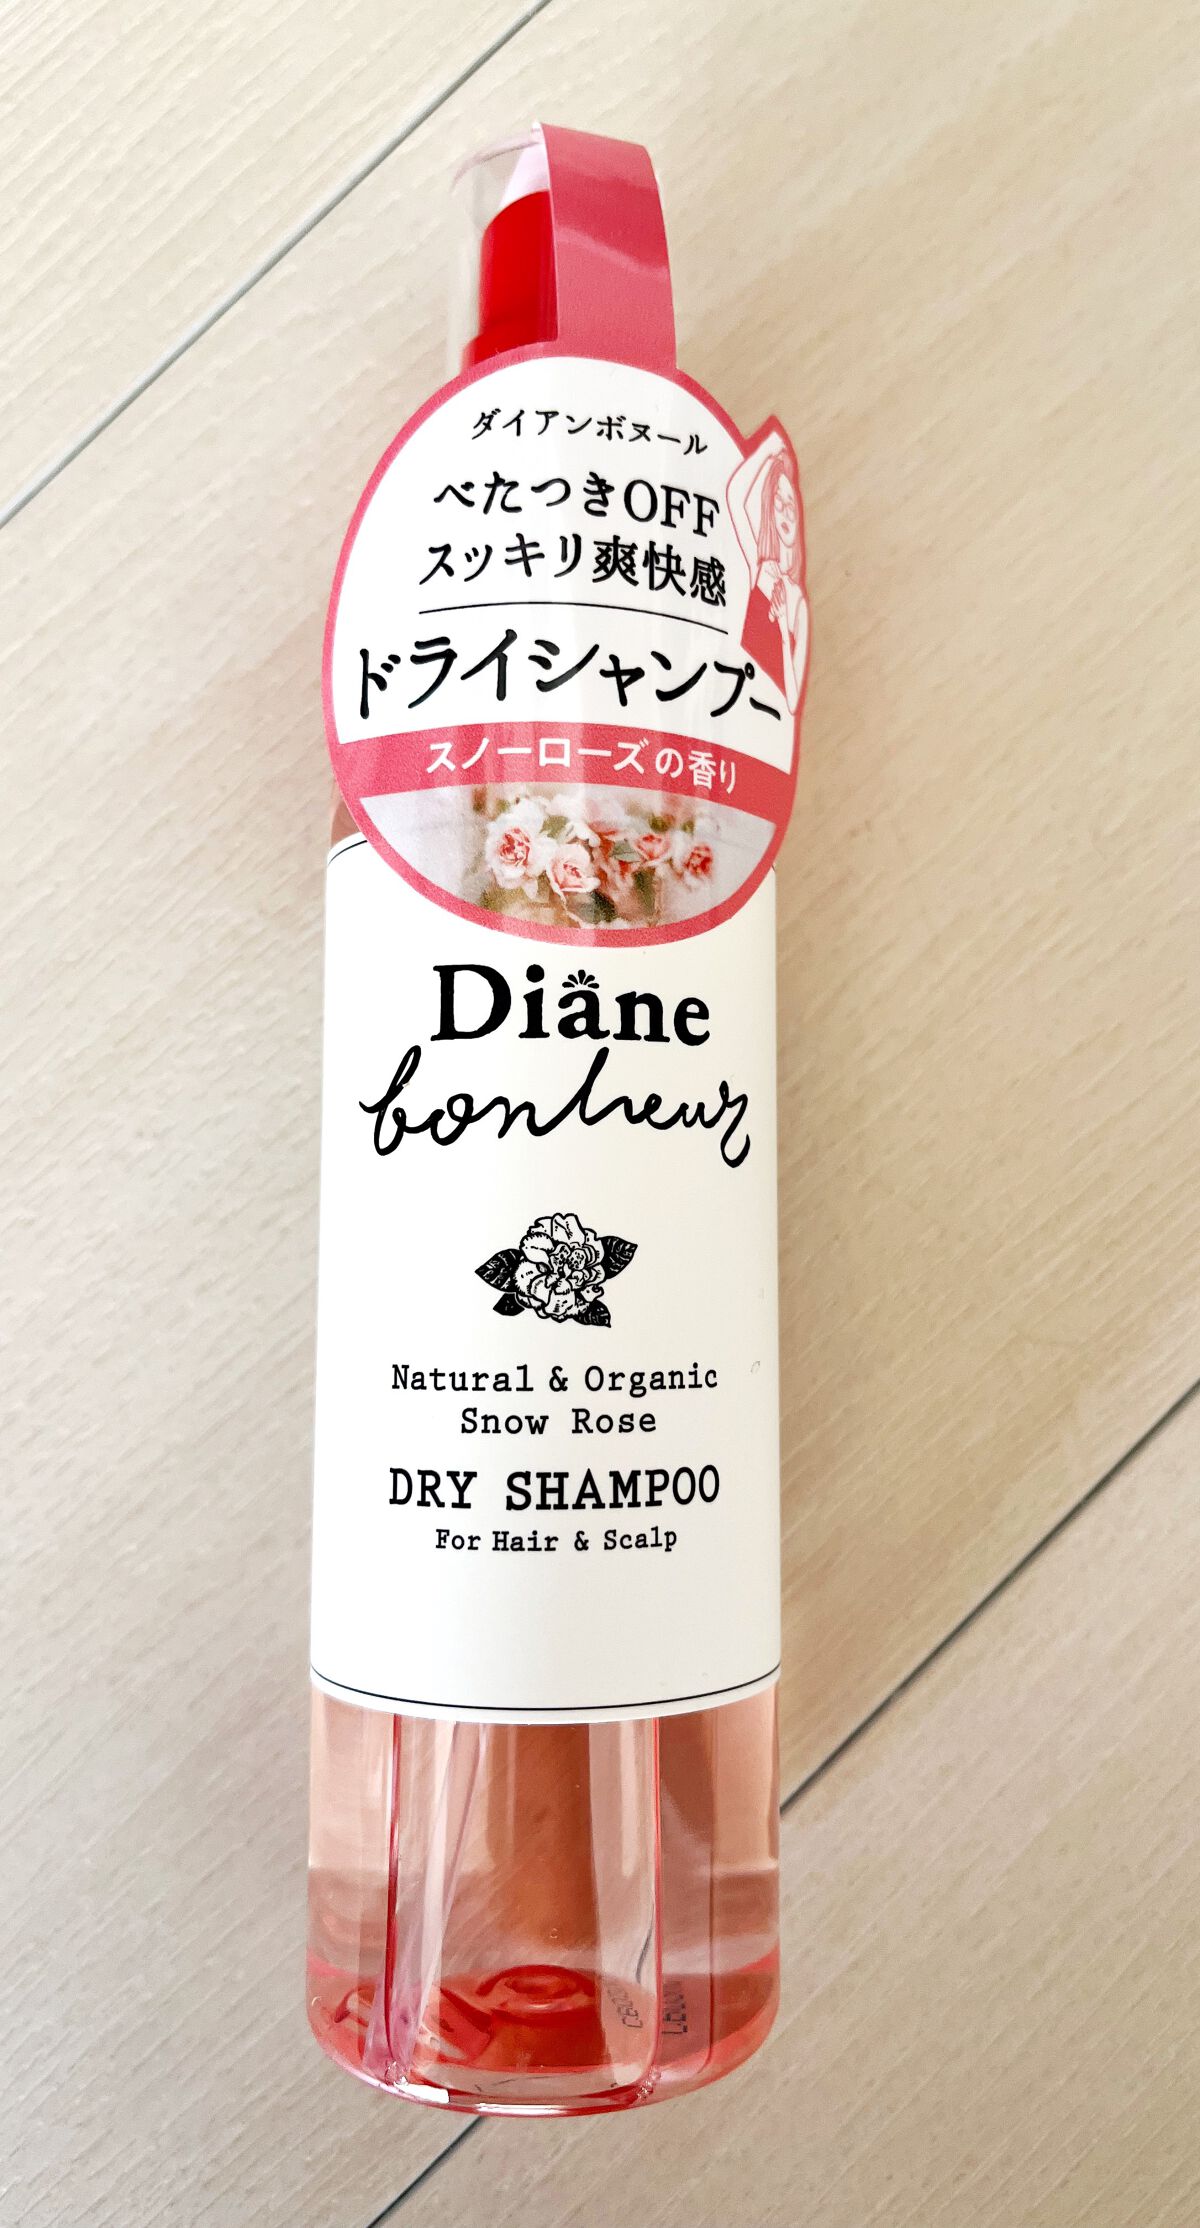 ダイアンボヌール
べたつきOFF
スッキリ爽快感
ドライシャンプー
スノーローズの香り
Diane
bonheur
Natural & Organic
Snow Rose
DRY SHAMPOO
For Hair & Scalp